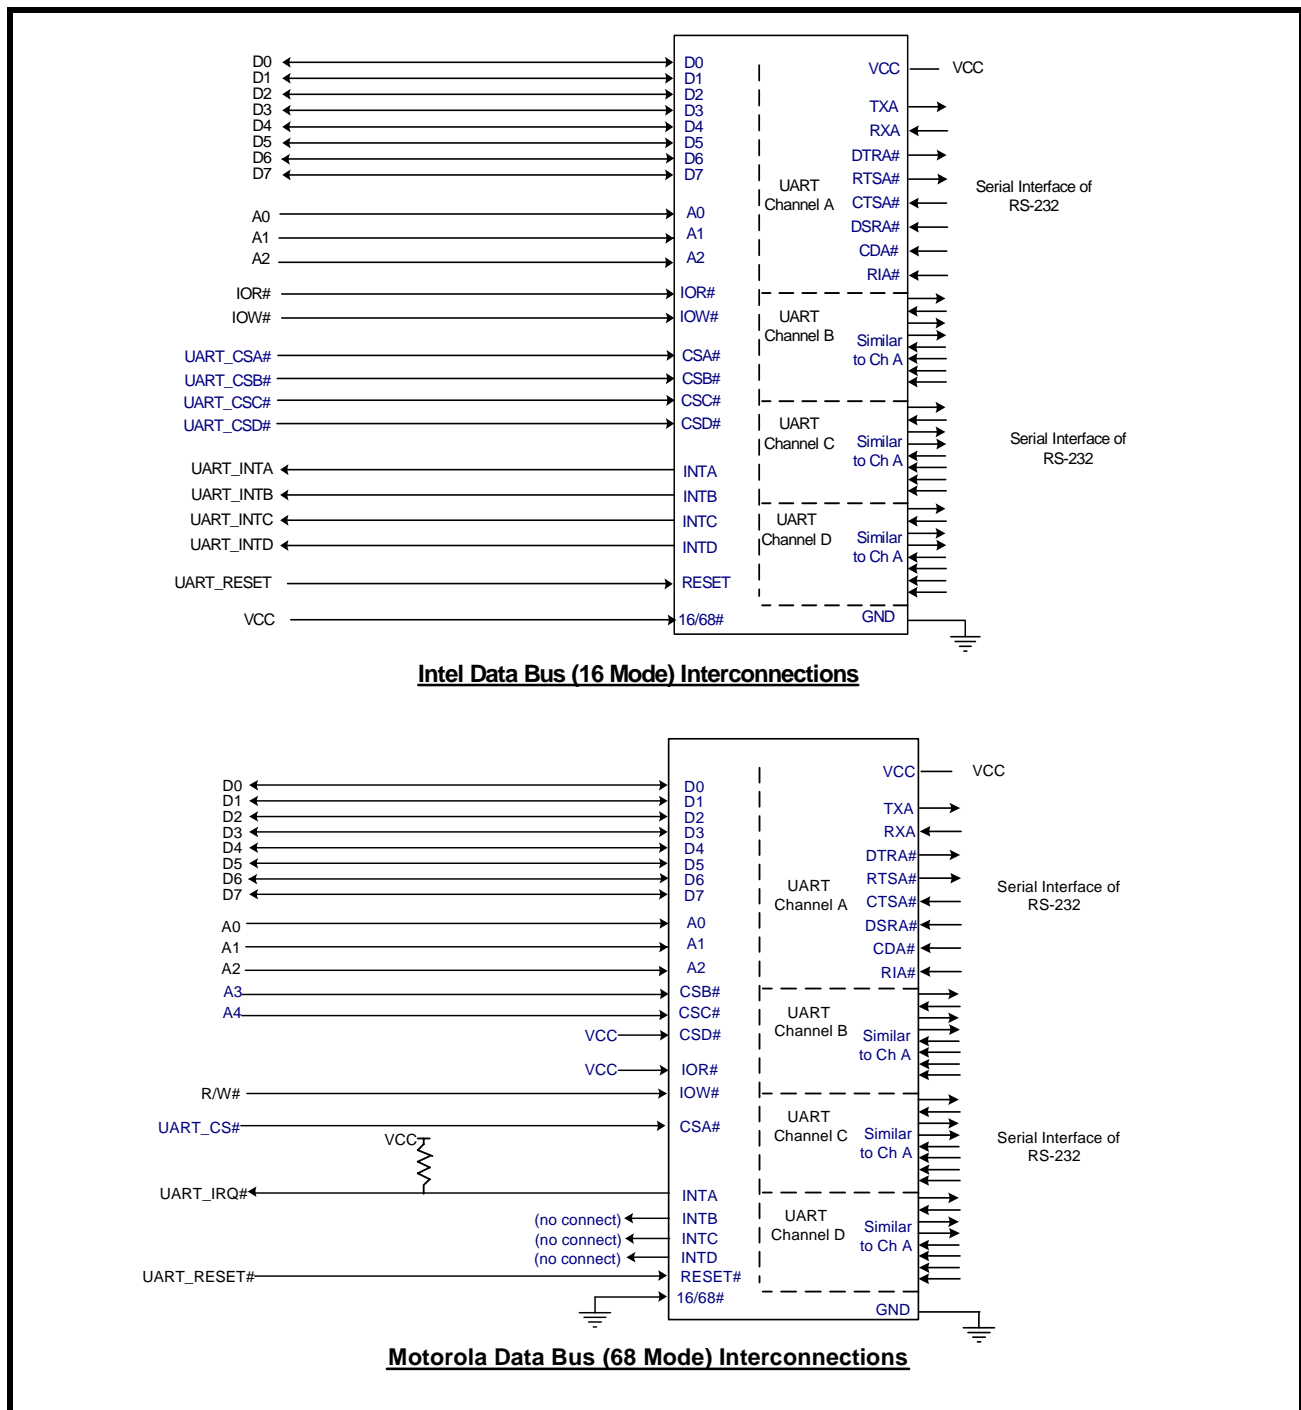 D0 D0 VCC VCC
D1 D1
D2 D2 TXA
D3 D3 RXA
D4 D4
D5 D5 DTRA#
D6 D6
D7 D7 RTSA#
UART
Channel A
Serial Interface of
RS-232
A0 A0 CTSA#
A1 A1 DSRA#
A2 A2 CDA#
RIA#
IOR# IOR#
IOW# IOW#
UART
Channel B
Similar
to Ch A
UART_CSA# CSA#
UART_CSB# CSB#
UART_CSC# CSC#
UART_CSD# CSD#
UART
Channel C
Similar
to Ch A
Serial Interface of
RS-232
UART_INTA INTA
UART_INTB INTB
UART_INTC INTC
UART_INTD INTD
UART
Channel D
Similar
to Ch A
UART_RESET RESET
VCC 16/68# GND
Intel Data Bus (16 Mode) Interconnections
VCC VCC
D0 D0
D1 D1
D2 D2 TXA
D3 D3 RXA
D4 D4 DTRA#
D5 D5
D6 D6 RTSA#
D7 D7 CTSA#
UART
Channel A
Serial Interface of
RS-232
A0 A0 DSRA#
A1 A1 CDA#
A2 A2 RIA#
A3 CSB#
A4 CSC#
VCC CSD#
UART
Channel B
Similar
to Ch A
VCC IOR#
R/W# IOW#
UART_CS# CSA#
VCC
UART
Channel C
Similar
to Ch A
Serial Interface of
RS-232
UART_IRQ# INTA
(no connect) INTB
(no connect) INTC
(no connect) INTD
UART
Channel D
Similar
to Ch A
UART_RESET# RESET#
16/68# GND
Motorola Data Bus (68 Mode) Interconnections